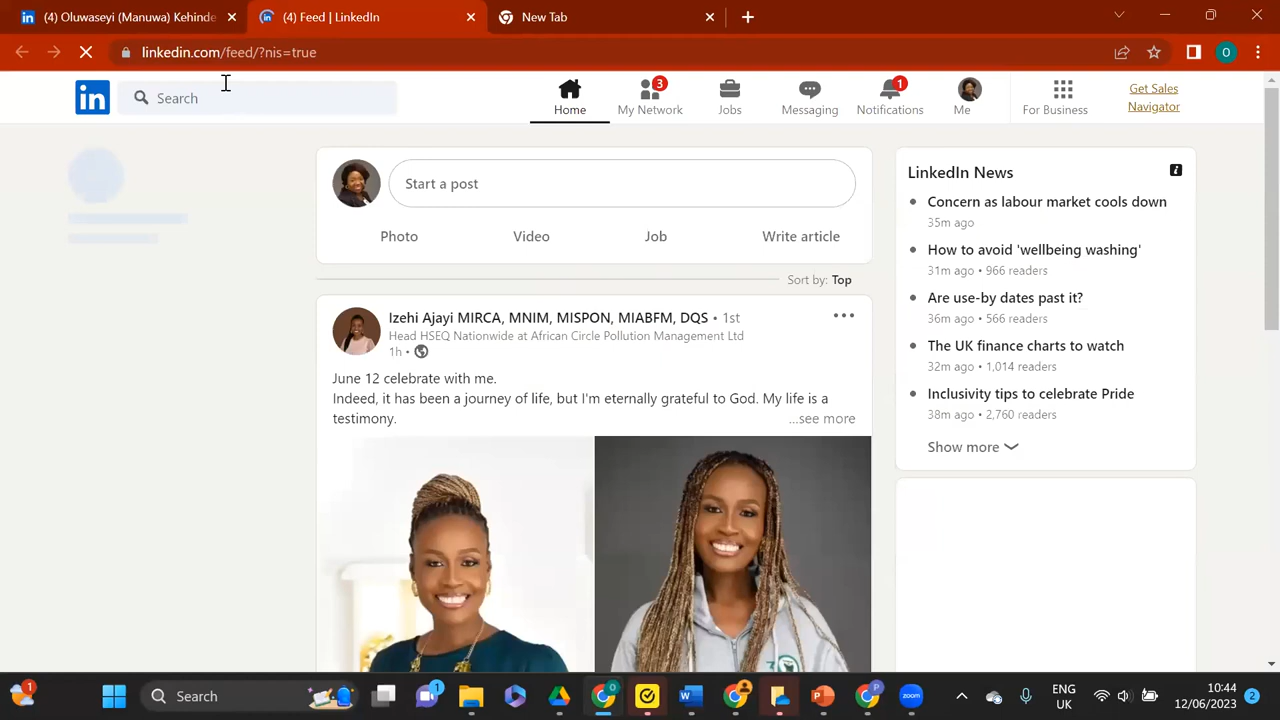 (4) Oluwaseyi (Manuwa) Kehinde
(4) Feed | LinkedIn
New Tab
linkedin.com/feed/?nis=true
O
in
Search
3
1
Home
My Network
Jobs
Messaging
Notifications
Me
For Business
Get Sales
Navigator
Start a post
Photo
Video
Job
Write article
Sort by: Top
Izehi Ajayi MIRCA, MNIM, MISPON, MIABFM, DQS • 1st
Head HSEQ Nationwide at African Circle Pollution Management Ltd
1h •
June 12 celebrate with me.
Indeed, it has been a journey of life, but I'm eternally grateful to God. My life is a
testimony.
...see more
LinkedIn News
Concern as labour market cools down
35m ago
How to avoid 'wellbeing washing'
31m ago • 966 readers
Are use-by dates past it?
36m ago • 566 readers
The UK finance charts to watch
32m ago • 1,014 readers
Inclusivity tips to celebrate Pride
38m ago • 2,760 readers
Show more
1
Search
1
zoom
ENG
UK
10:44
12/06/2023
2